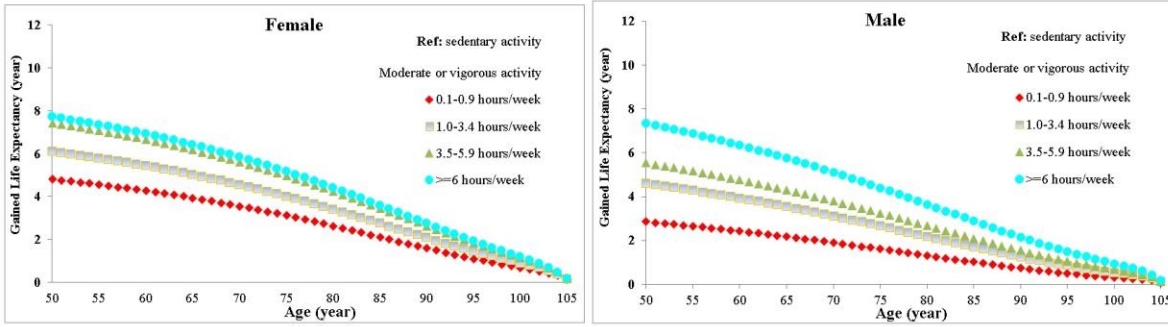 Female
Ref: sedentary activity
Moderate or vigorous activity
0.1-0.9 hours/week
1.0-3.4 hours/week
3.5-5.9 hours/week
>=6 hours/week
Gained Life Expectancy (year)
12
10
8
6
4
2
0
50 55 60 65 70 75 80 85 90 95 100 105
Age (year)
Male
Ref: sedentary activity
Moderate or vigorous activity
0.1-0.9 hours/week
1.0-3.4 hours/week
3.5-5.9 hours/week
>=6 hours/week
Gained Life Expectancy (year)
12
10
8
6
4
2
0
50 55 60 65 70 75 80 85 90 95 100 105
Age (year)